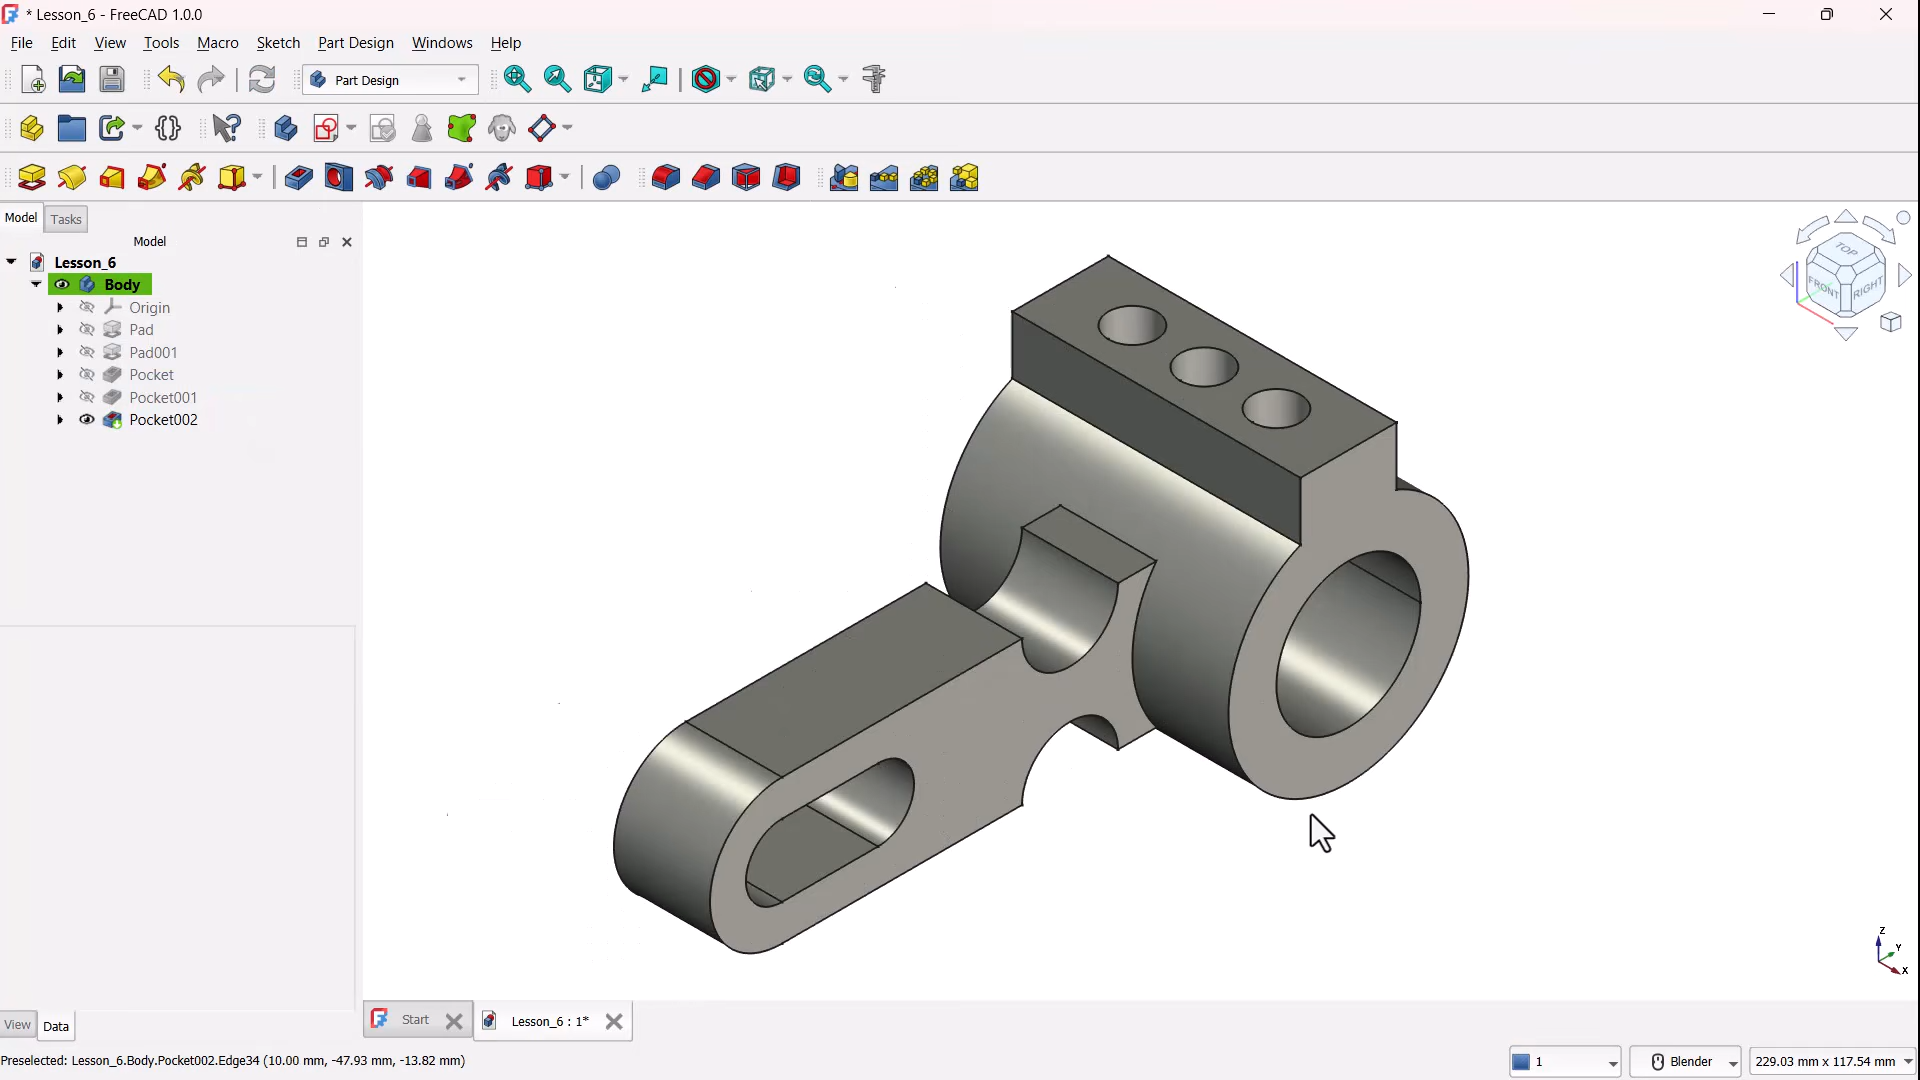 * Lesson_6 - FreeCAD 1.0.0
File Edit View Tools Macro Sketch Part Design Windows Help
Part Design
Model Tasks
Model
Lesson_6
Body
Origin
Pad
Pad001
Pocket
Pocket001
Pocket002
TOP
FRONT RIGHT
Z
Y
X
View Data
Start Lesson_6 : 1*
Preselected: Lesson_6.Body.Pocket002.Edge34 (10.00 mm, -47.93 mm, -13.82 mm)
1 Blender 229.03 mm x 117.54 mm